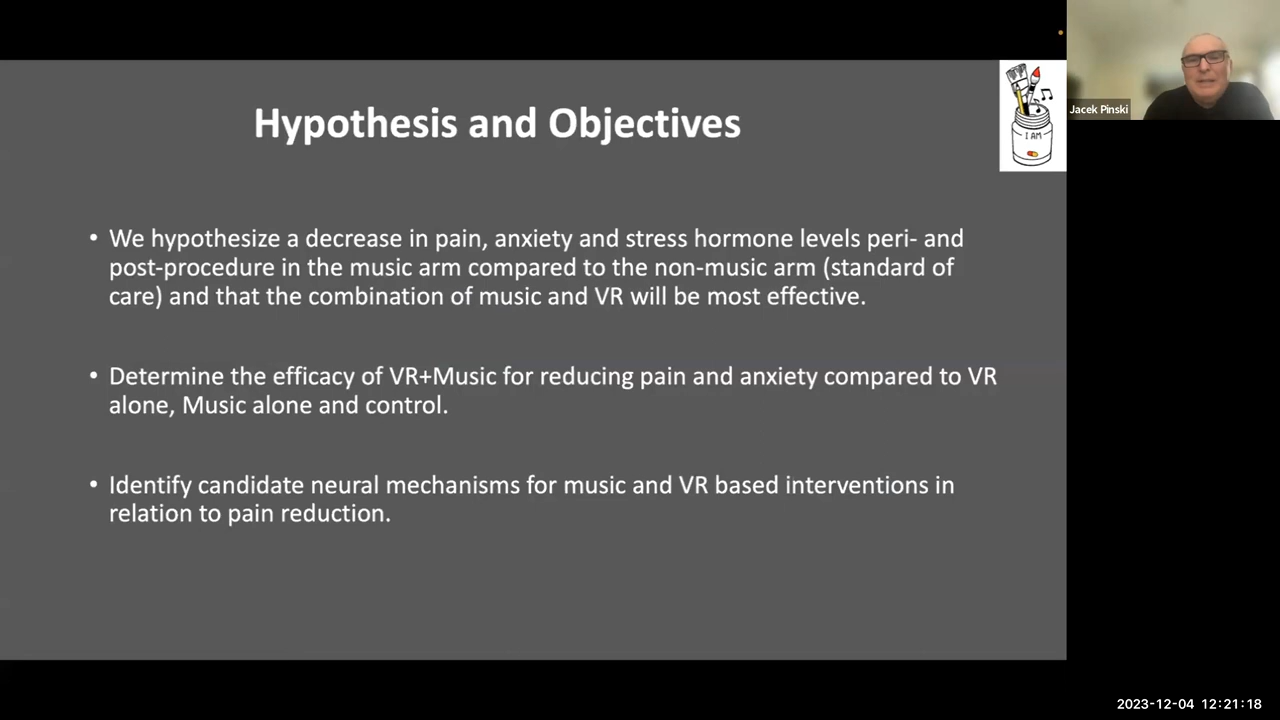 Hypothesis and Objectives
I AM
Jacek Pinski
• We hypothesize a decrease in pain, anxiety and stress hormone levels peri- and
post-procedure in the music arm compared to the non-music arm (standard of
care) and that the combination of music and VR will be most effective.
• Determine the efficacy of VR+Music for reducing pain and anxiety compared to VR
alone, Music alone and control.
• Identify candidate neural mechanisms for music and VR based interventions in
relation to pain reduction.
2023-12-04 12:21:18